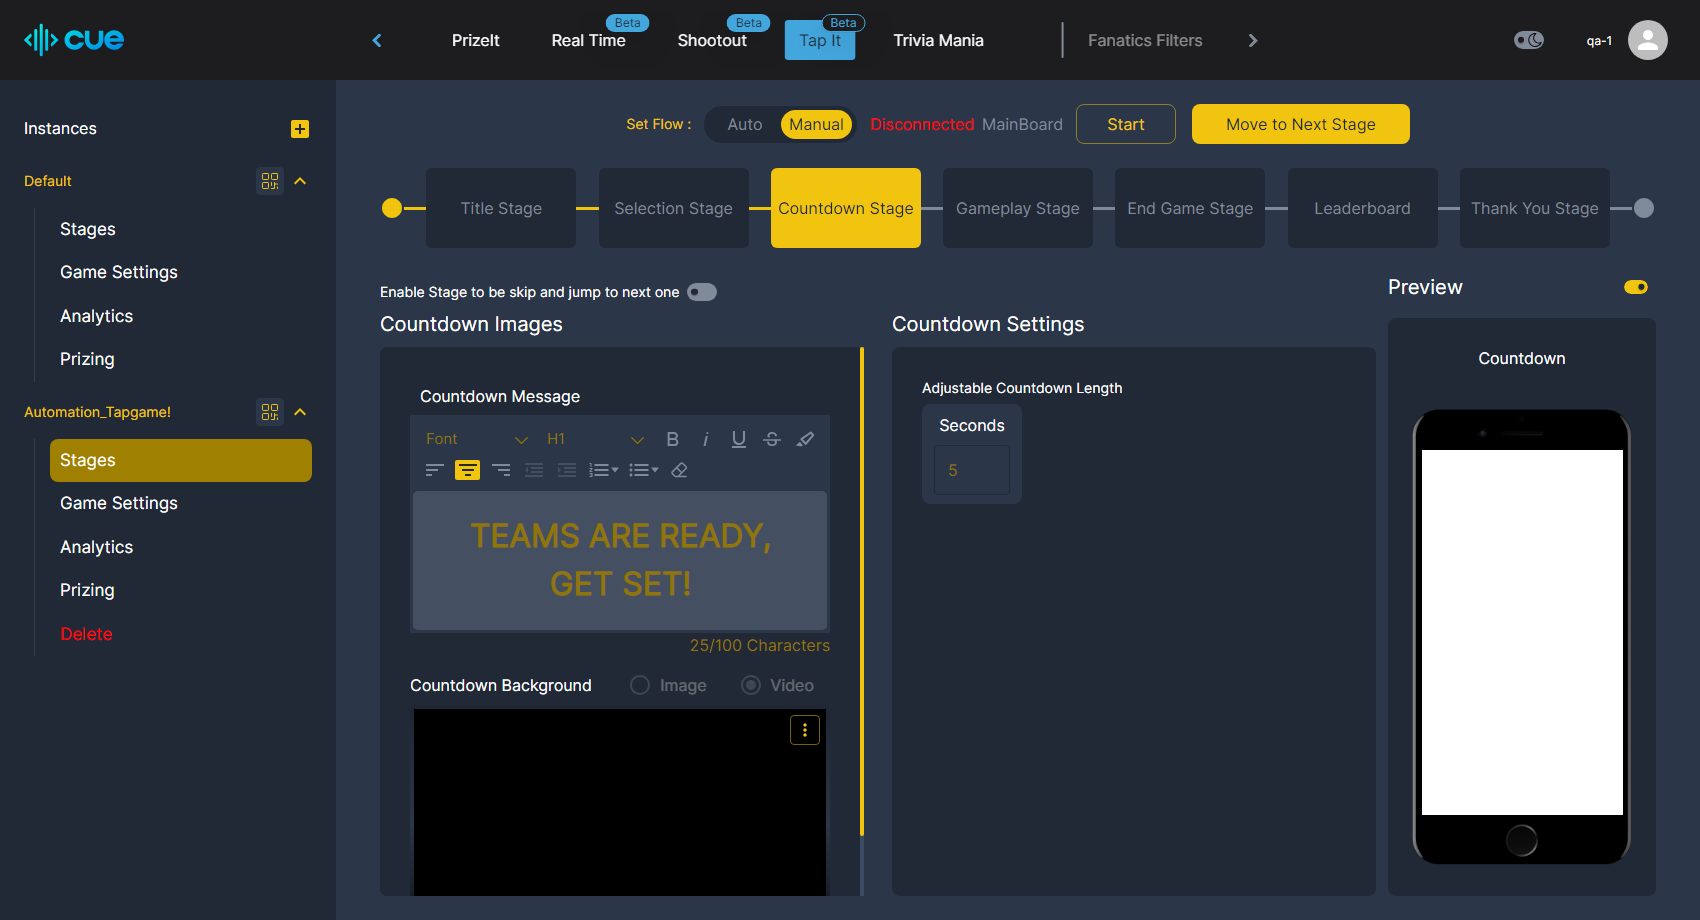 cue
PrizeIt
Real Time
Beta
Shootout
Beta
Tap It
Beta
Trivia Mania
Fanatics Filters
qa-1
Instances
Default
Stages
Game Settings
Analytics
Prizing
Automation_Tapgame!
Stages
Game Settings
Analytics
Prizing
Delete
Set Flow :
Auto
Manual
Disconnected MainBoard
Start
Move to Next Stage
Title Stage
Selection Stage
Countdown Stage
Gameplay Stage
End Game Stage
Leaderboard
Thank You Stage
Enable Stage to be skip and jump to next one
Countdown Images
Countdown Message
Font
H1
B
i
U
S
TEAMS ARE READY,
GET SET!
25/100 Characters
Countdown Background
Image
Video
Countdown Settings
Adjustable Countdown Length
Seconds
5
Preview
Countdown